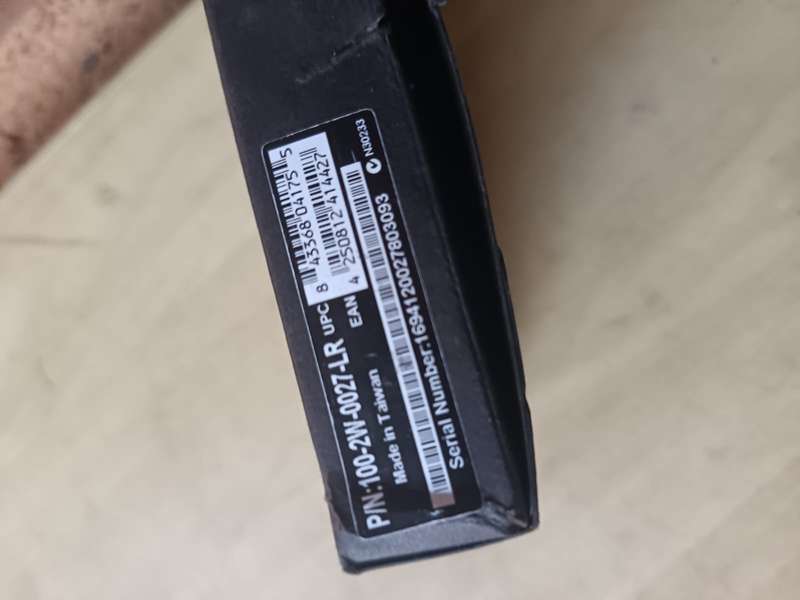 P/N:100-2W-0027-LR
UPC 8 43368 04175 5
EAN 4 250812 414427
Made in Taiwan
N30233
Serial Number:1694120027803093